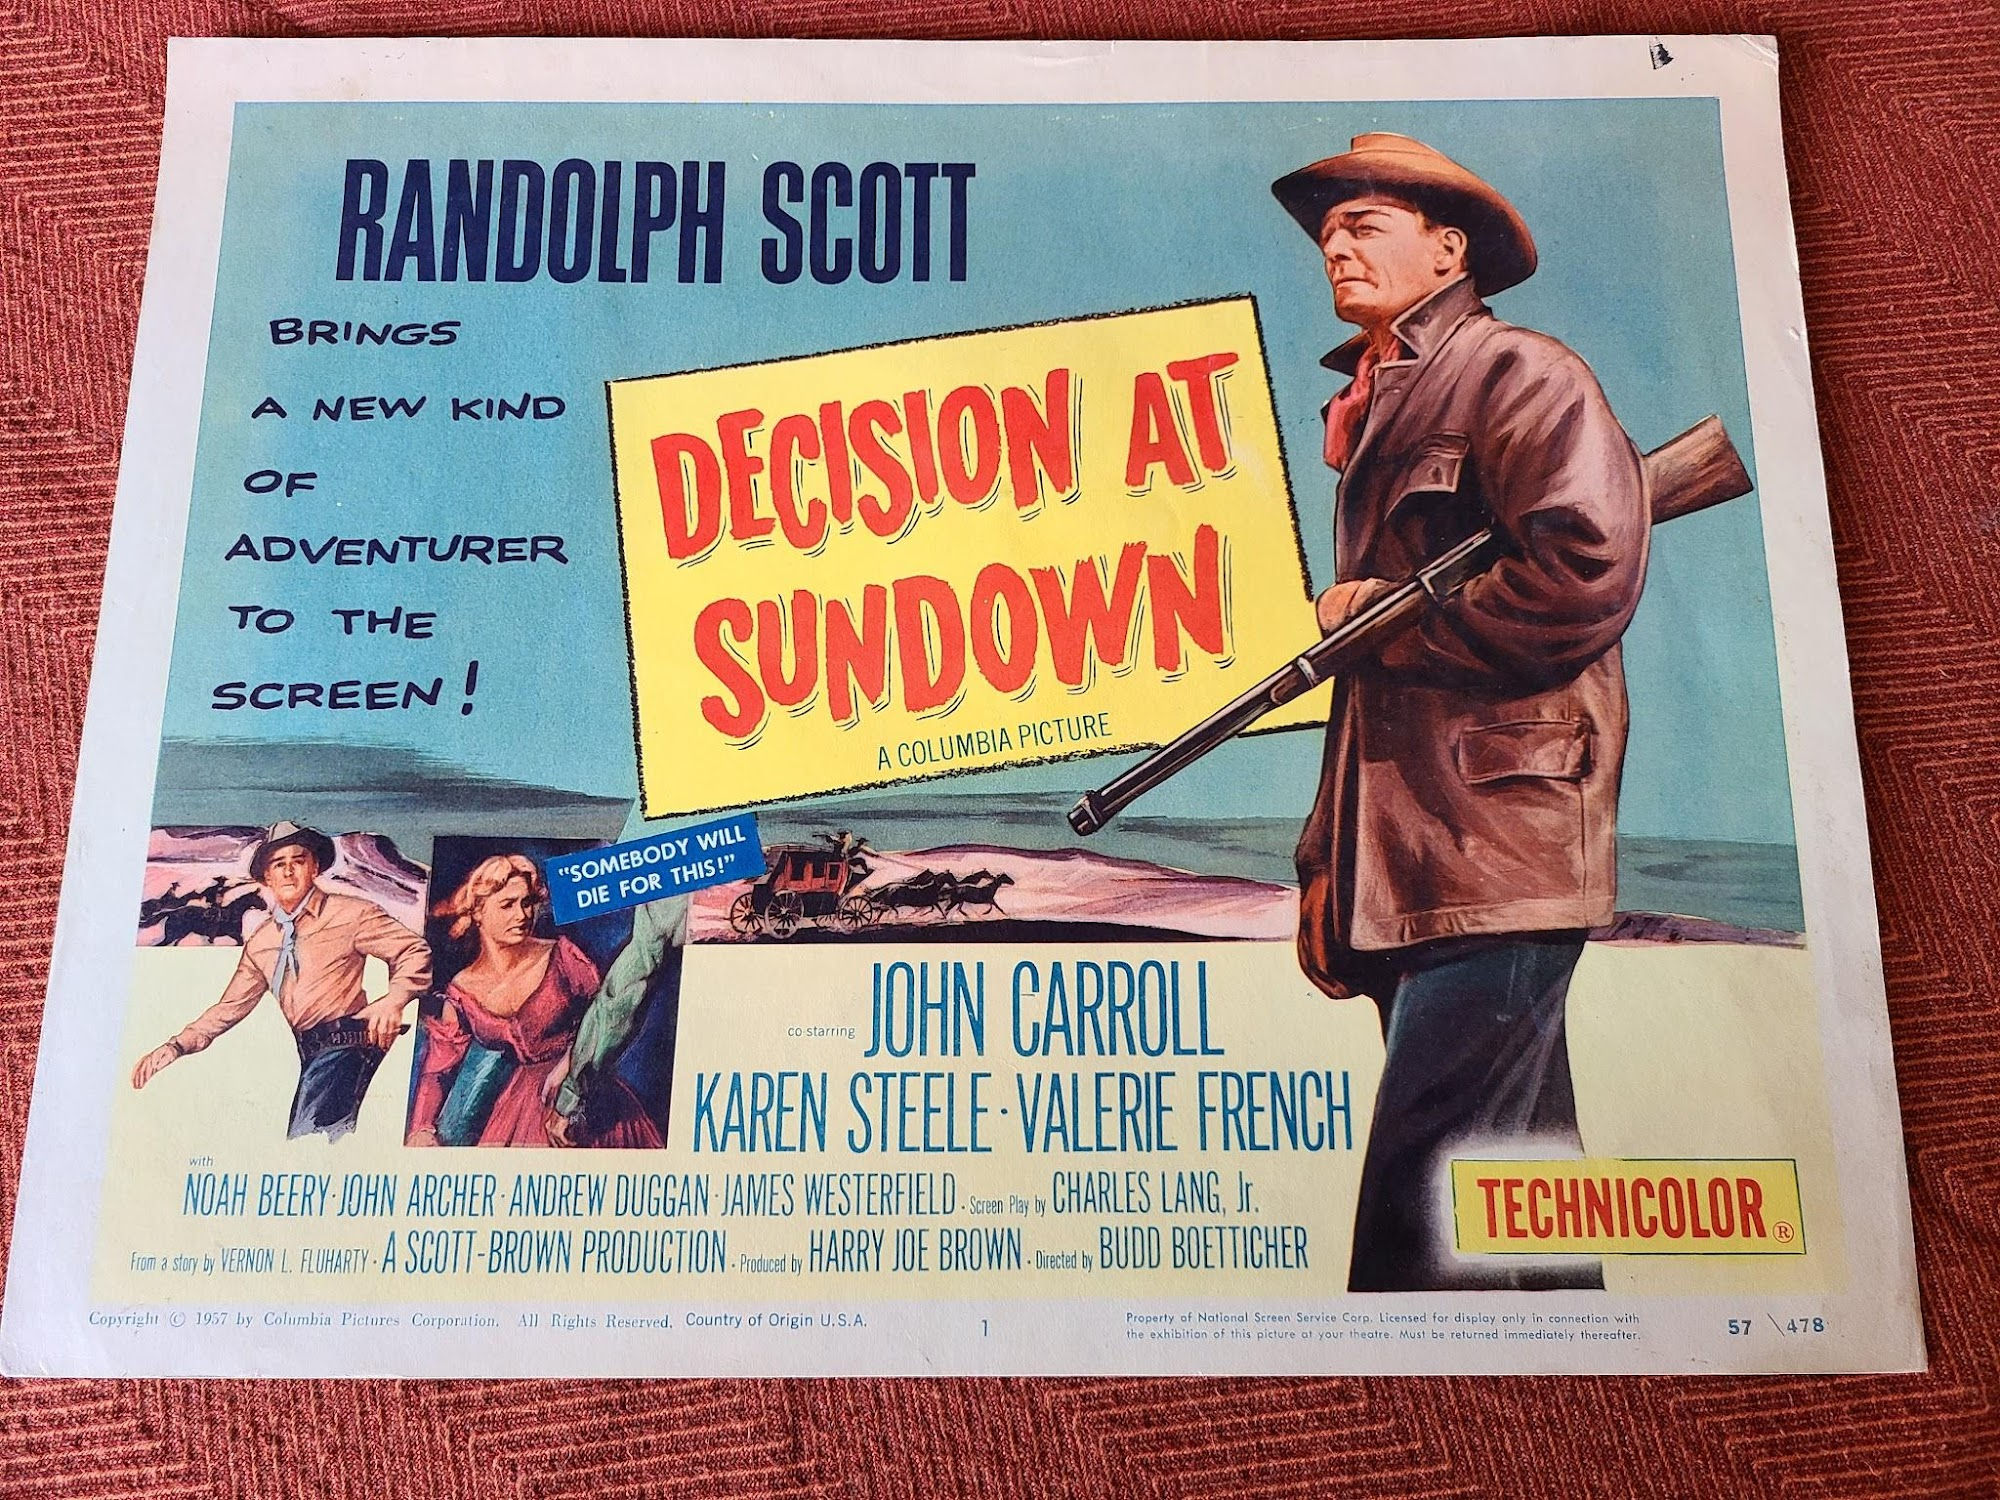 RANDOLPH SCOTT
BRINGS
A NEW KIND
OF
ADVENTURER
TO THE
SCREEN!
DECISION AT
SUNDOWN
A COLUMBIA PICTURE
"SOMEBODY WILL
DIE FOR THIS!"
co-starring JOHN CARROLL
KAREN STEELE · VALERIE FRENCH
with
NOAH BEERY · JOHN ARCHER · ANDREW DUGGAN · JAMES WESTERFIELD · Screen Play by CHARLES LANG, Jr.
From a story by VERNON L. FLUHARTY · A SCOTT-BROWN PRODUCTION · Produced by HARRY JOE BROWN · Directed by BUDD BOETTICHER
TECHNICOLOR ®
Copyright © 1957 by Columbia Pictures Corporation. All Rights Reserved. Country of Origin U.S.A.
1
Property of National Screen Service Corp. Licensed for display only in connection with
the exhibition of this picture at your theatre. Must be returned immediately thereafter.
57 \478